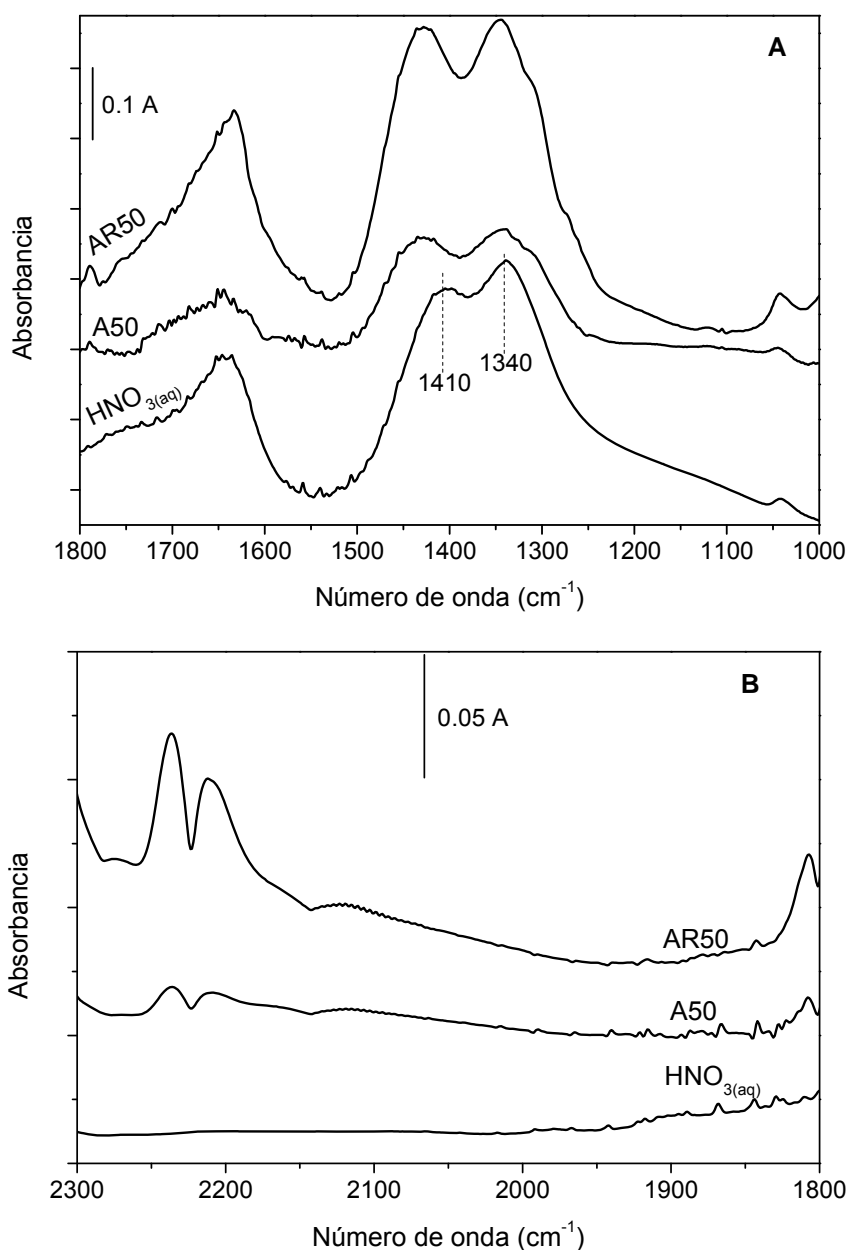 A
0.1 A
AR50
A50
HNO3(aq)
1410
1340
Absorbancia
1800 1700 1600 1500 1400 1300 1200 1100 1000
Número de onda (cm-1)
B
0.05 A
AR50
A50
HNO3(aq)
Absorbancia
2300 2200 2100 2000 1900 1800
Número de onda (cm-1)